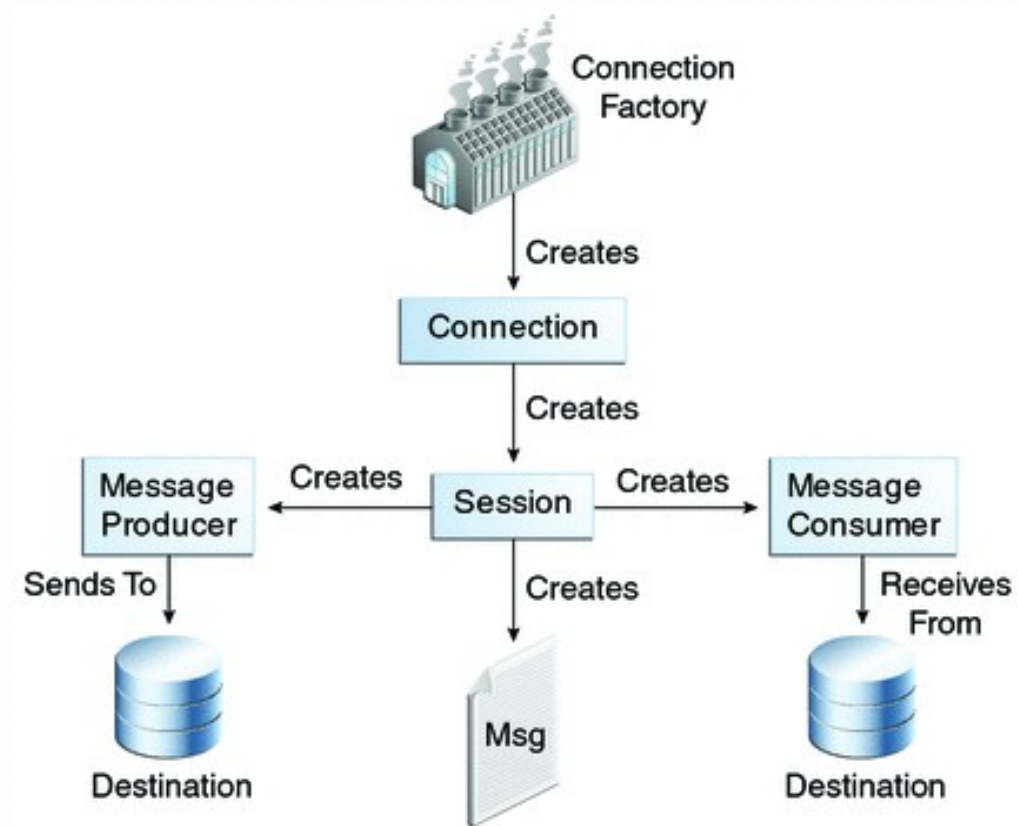 Connection
Factory
Creates
Connection
Creates
Message
Producer
Creates
Session
Creates
Message
Consumer
Sends To
Creates
Receives
From
Msg
Destination
Destination